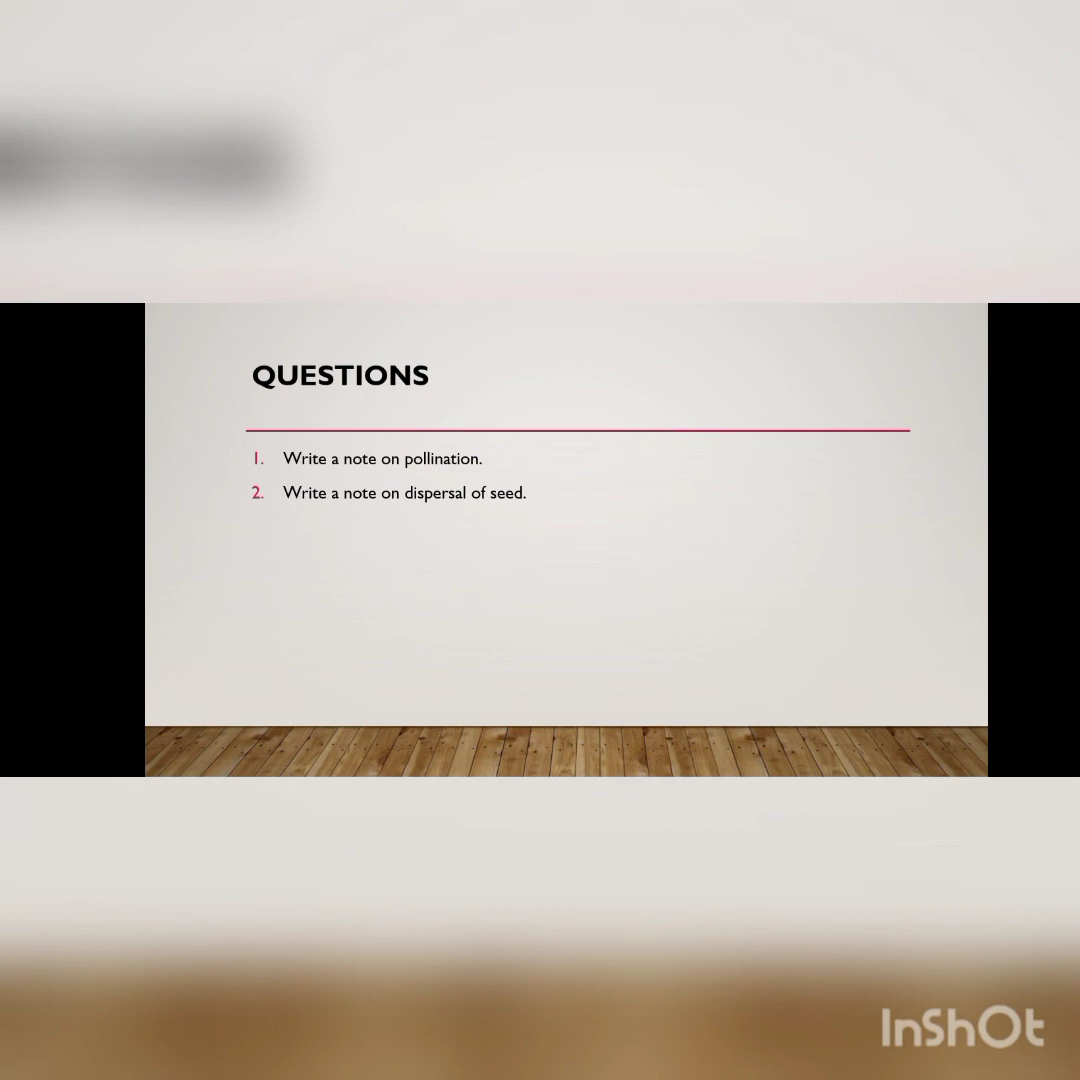 QUESTIONS
1. Write a note on pollination.
2. Write a note on dispersal of seed.
InShOt